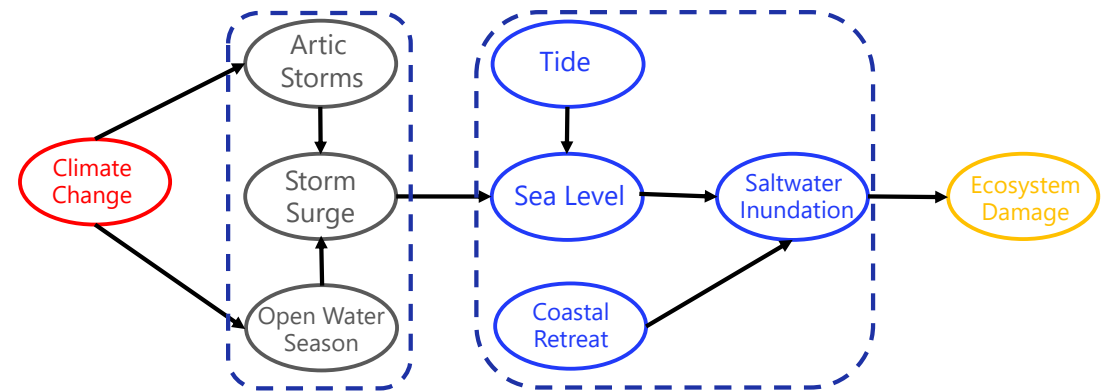 Artic
Storms
Tide
Climate
Change
Storm
Surge
Sea Level
Saltwater
Inundation
Ecosystem
Damage
Open Water
Season
Coastal
Retreat